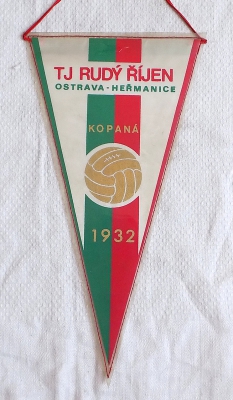 TJ RUDÝ ŘÍJEN
OSTRAVA-HEŘMANICE
KOPANÁ
1932